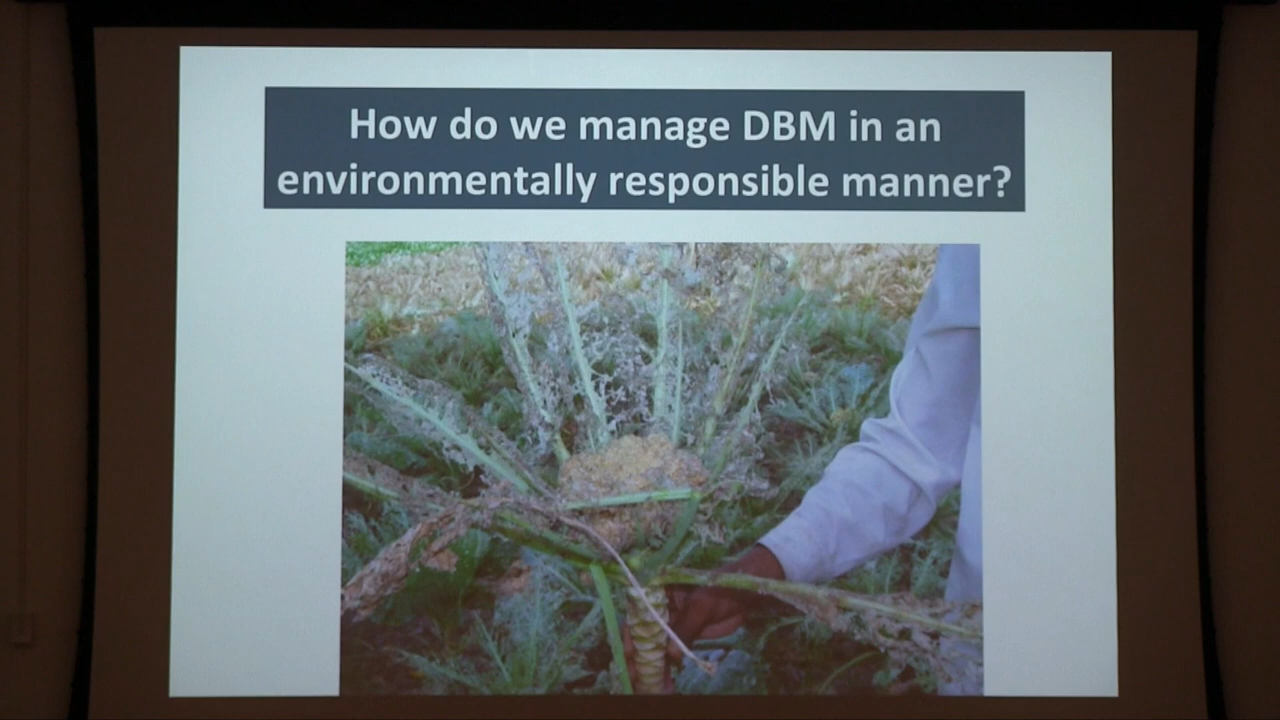 How do we manage DBM in an
environmentally responsible manner?